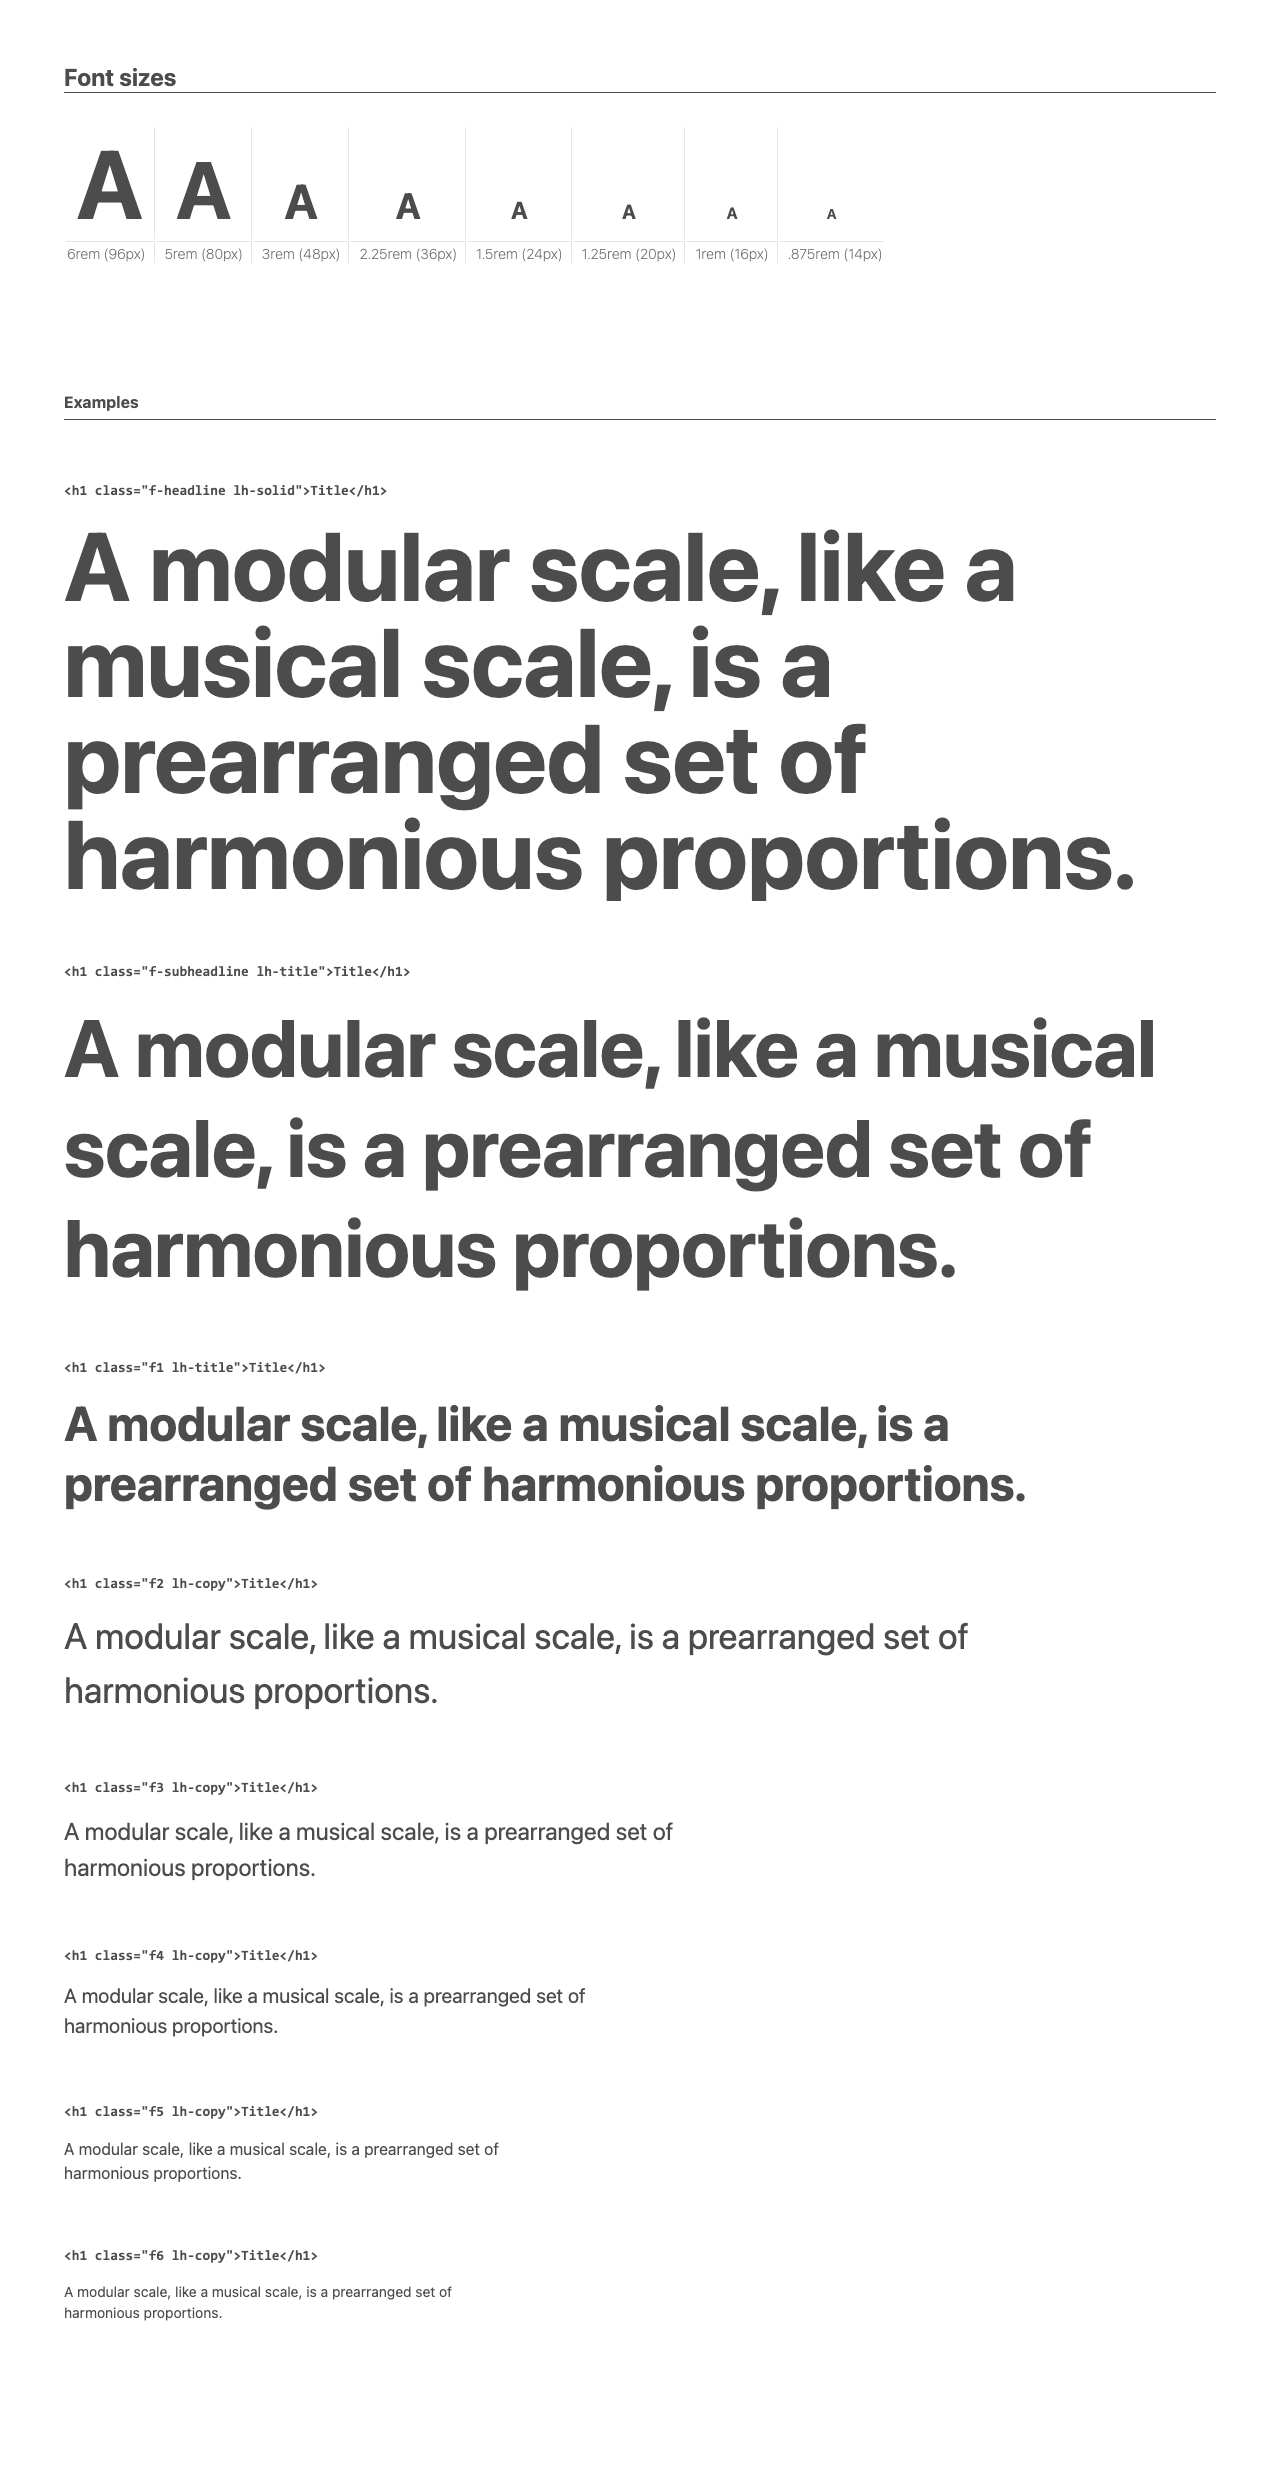 Font sizes
A A A A A A A A
6rem (96px) 5rem (80px) 3rem (48px) 2.25rem (36px) 1.5rem (24px) 1.25rem (20px) 1rem (16px) .875rem (14px)
Examples
<h1 class="f-headline lh-solid">Title</h1>
A modular scale, like a
musical scale, is a
prearranged set of
harmonious proportions.
<h1 class="f-subheadline lh-title">Title</h1>
A modular scale, like a musical
scale, is a prearranged set of
harmonious proportions.
<h1 class="f1 lh-title">Title</h1>
A modular scale, like a musical scale, is a
prearranged set of harmonious proportions.
<h1 class="f2 lh-copy">Title</h1>
A modular scale, like a musical scale, is a prearranged set of
harmonious proportions.
<h1 class="f3 lh-copy">Title</h1>
A modular scale, like a musical scale, is a prearranged set of
harmonious proportions.
<h1 class="f4 lh-copy">Title</h1>
A modular scale, like a musical scale, is a prearranged set of
harmonious proportions.
<h1 class="f5 lh-copy">Title</h1>
A modular scale, like a musical scale, is a prearranged set of
harmonious proportions.
<h1 class="f6 lh-copy">Title</h1>
A modular scale, like a musical scale, is a prearranged set of
harmonious proportions.